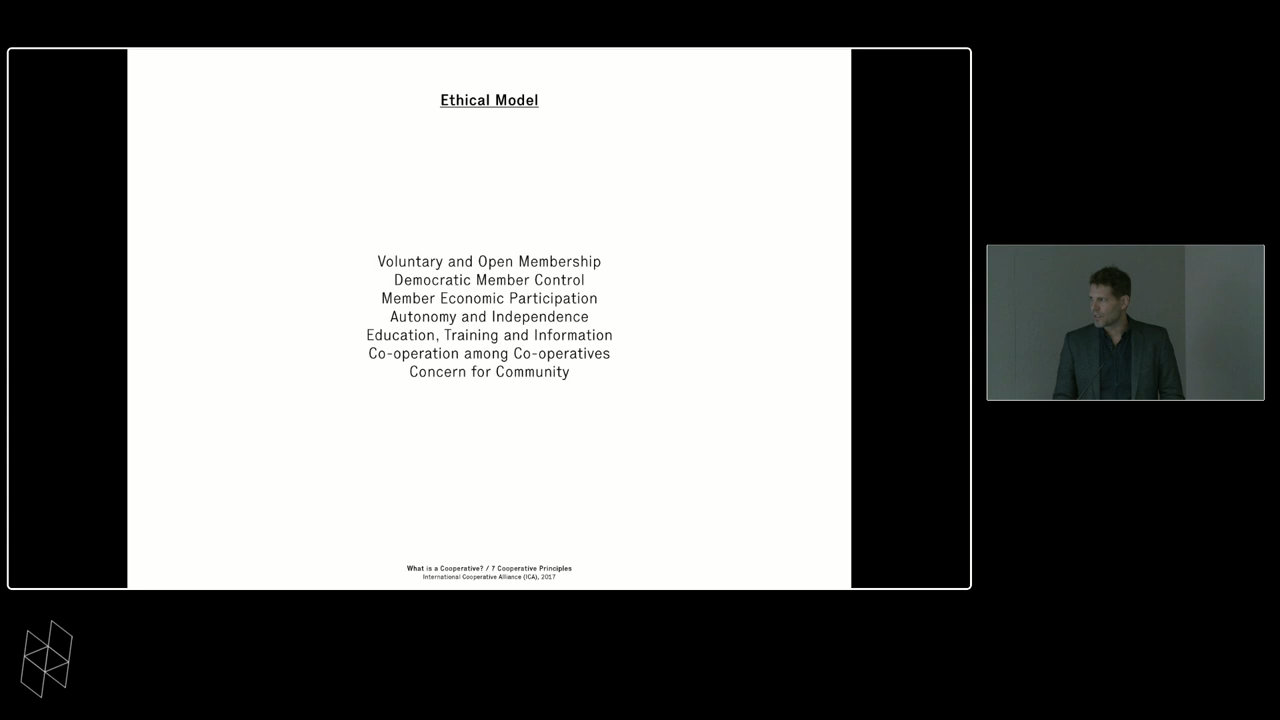 Ethical Model
Voluntary and Open Membership
Democratic Member Control
Member Economic Participation
Autonomy and Independence
Education, Training and Information
Co-operation among Co-operatives
Concern for Community
What is a Cooperative? / 7 Cooperative Principles
International Cooperative Alliance (ICA), 2017